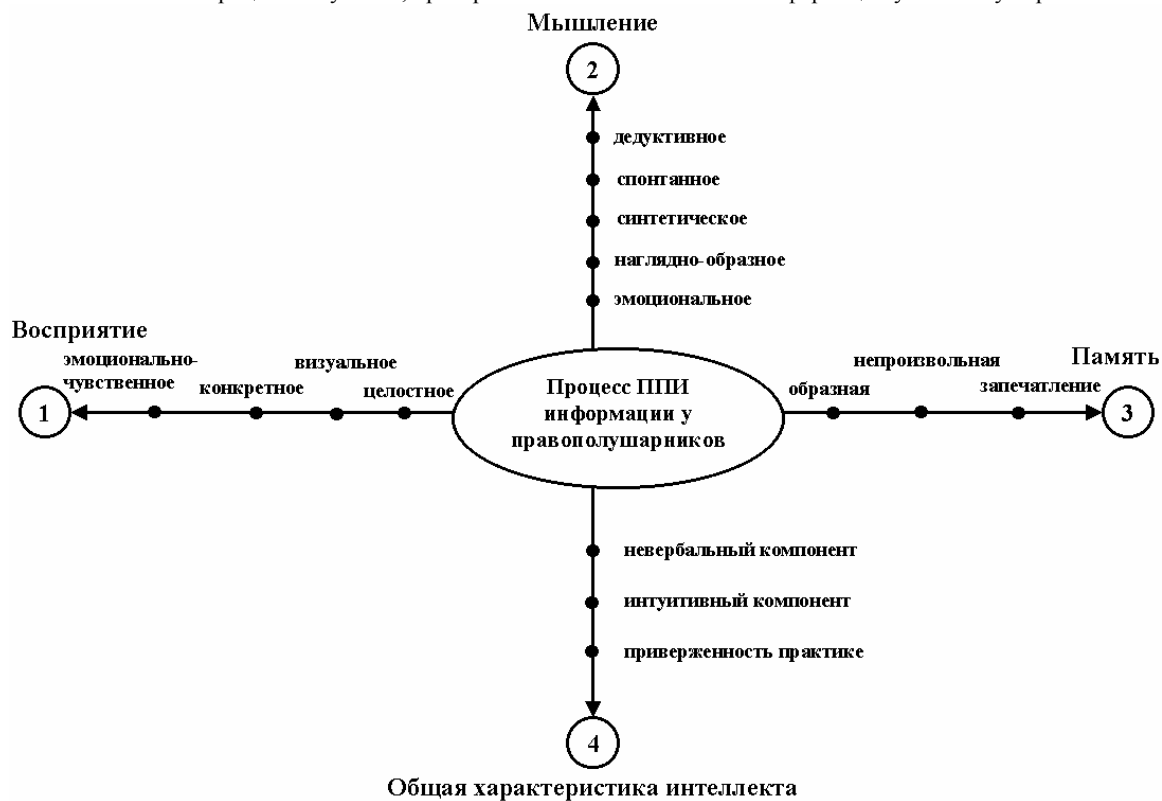 Мышление
2
дедуктивное
спонтанное
синтетическое
наглядно-образное
эмоциональное
Восприятие
эмоционально-
чувственное
конкретное
визуальное
целостное
1
Процесс ППИ
информации у
правополушарников
образная
непроизвольная
запечатление
Память
3
невербальный компонент
интуитивный компонент
приверженность практике
4
Общая характеристика интеллекта